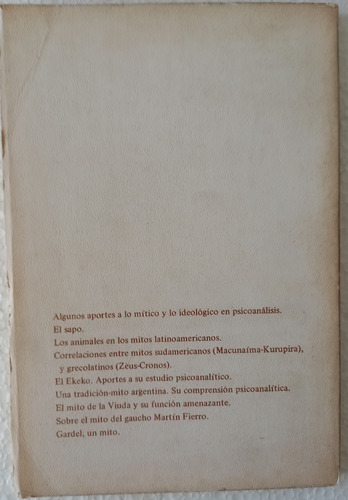 Algunos aportes a lo mítico y lo ideológico en psicoanálisis.
El sapo.
Los animales en los mitos latinoamericanos.
Correlaciones entre mitos sudamericanos (Macunaíma-Kurupira),
y grecolatinos (Zeus-Cronos).
El Ekeko. Aportes a su estudio psicoanalítico.
Una tradición-mito argentina. Su comprensión psicoanalítica.
El mito de la Viuda y su función amenazante.
Sobre el mito del gaucho Martín Fierro.
Gardel, un mito.